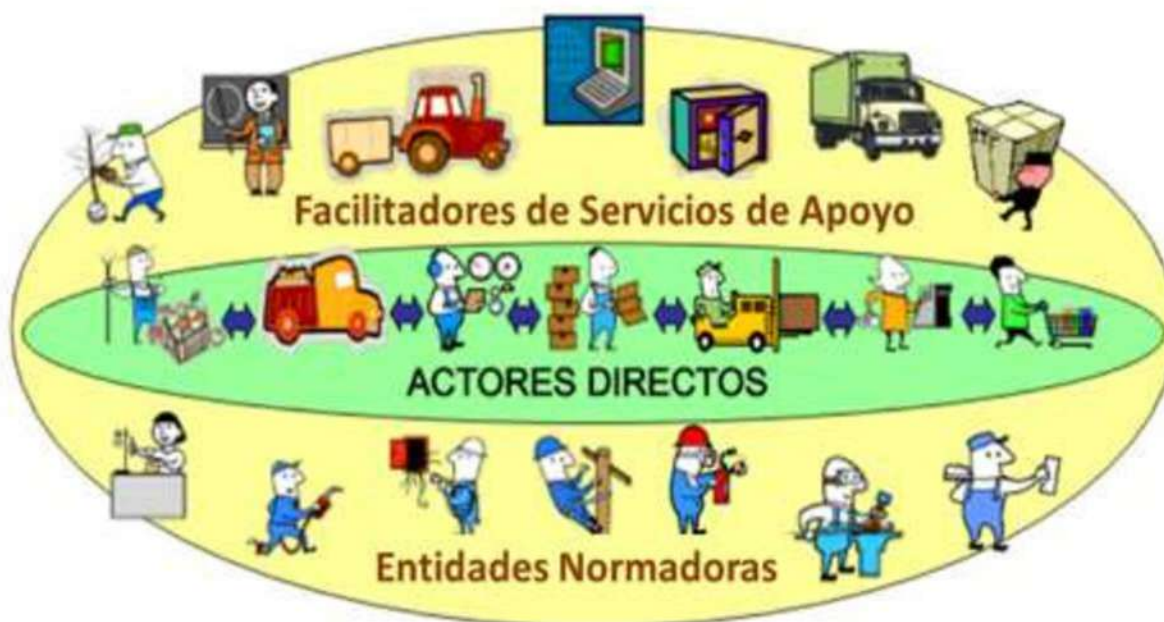 Facilitadores de Servicios de Apoyo
ACTORES DIRECTOS
Entidades Normadoras